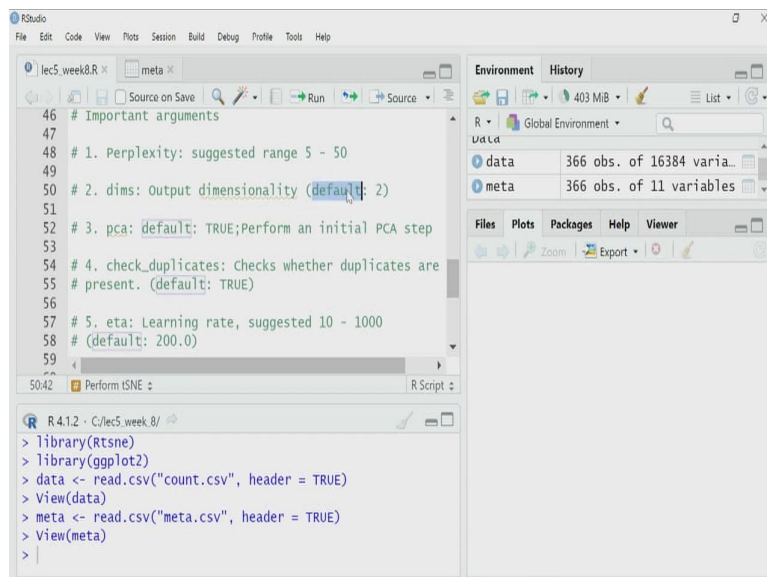 RStudio
File Edit Code View Plots Session Build Debug Profile Tools Help
lec5_week8.R × meta ×
Source on Save Run Source
46 # Important arguments
47
48 # 1. Perplexity: suggested range 5 - 50
49
50 # 2. dims: Output dimensionality (default: 2)
51
52 # 3. pca: default: TRUE;Perform an initial PCA step
53
54 # 4. check_duplicates: Checks whether duplicates are
55 # present. (default: TRUE)
56
57 # 5. eta: Learning rate, suggested 10 - 1000
58 # (default: 200.0)
59
50:42 # Perform tSNE R Script
R 4.1.2 · C:/lec5_week_8/
> library(Rtsne)
> library(ggplot2)
> data <- read.csv("count.csv", header = TRUE)
> View(data)
> meta <- read.csv("meta.csv", header = TRUE)
> View(meta)
>
Environment History
403 MiB List
R Global Environment
data 366 obs. of 16384 varia…
meta 366 obs. of 11 variables
Files Plots Packages Help Viewer
Zoom Export